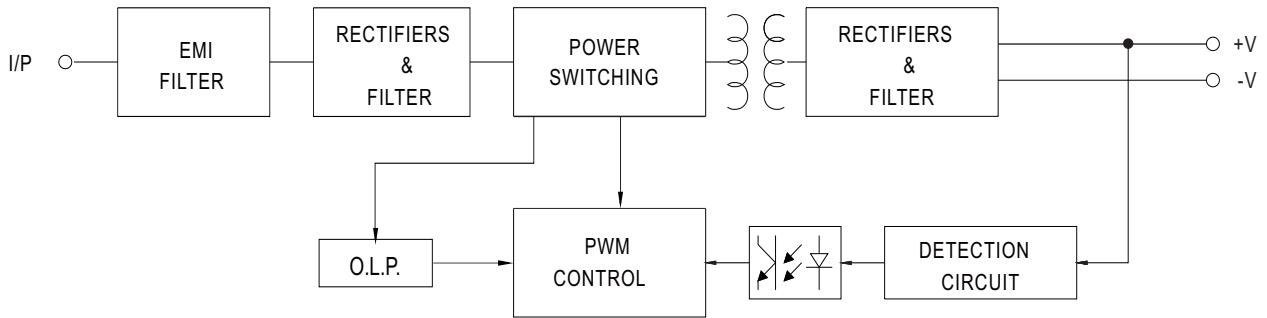 I/P
EMI
FILTER
RECTIFIERS
&
FILTER
POWER
SWITCHING
RECTIFIERS
&
FILTER
+V
-V
O.L.P.
PWM
CONTROL
DETECTION
CIRCUIT